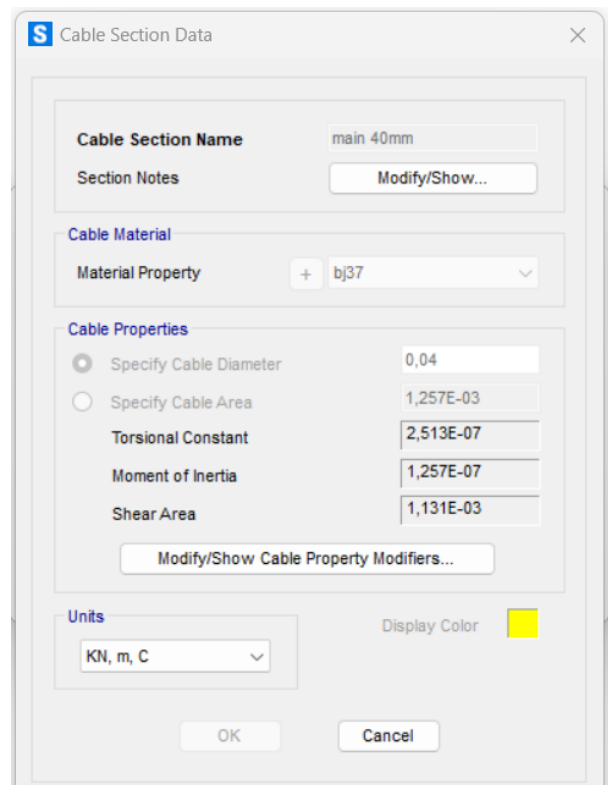 S Cable Section Data
Cable Section Name main 40mm
Section Notes Modify/Show...
Cable Material
Material Property + bj37
Cable Properties
Specify Cable Diameter 0,04
Specify Cable Area 1,257E-03
Torsional Constant 2,513E-07
Moment of Inertia 1,257E-07
Shear Area 1,131E-03
Modify/Show Cable Property Modifiers...
Units
Display Color
KN, m, C
OK Cancel